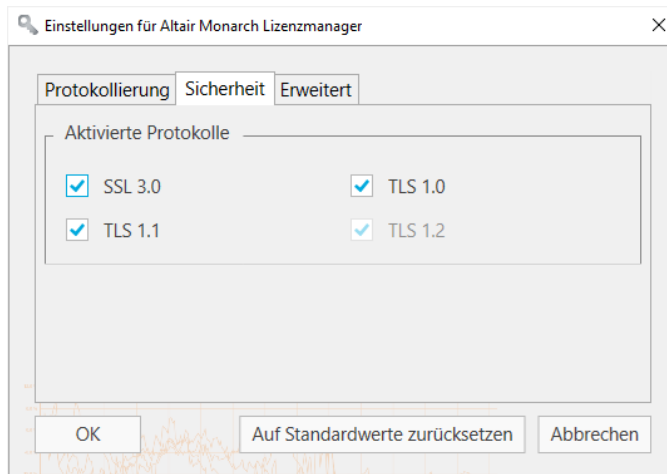 Einstellungen für Altair Monarch Lizenzmanager
Protokollierung Sicherheit Erweitert
Aktivierte Protokolle
SSL 3.0 TLS 1.0
TLS 1.1 TLS 1.2
OK Auf Standardwerte zurücksetzen Abbrechen